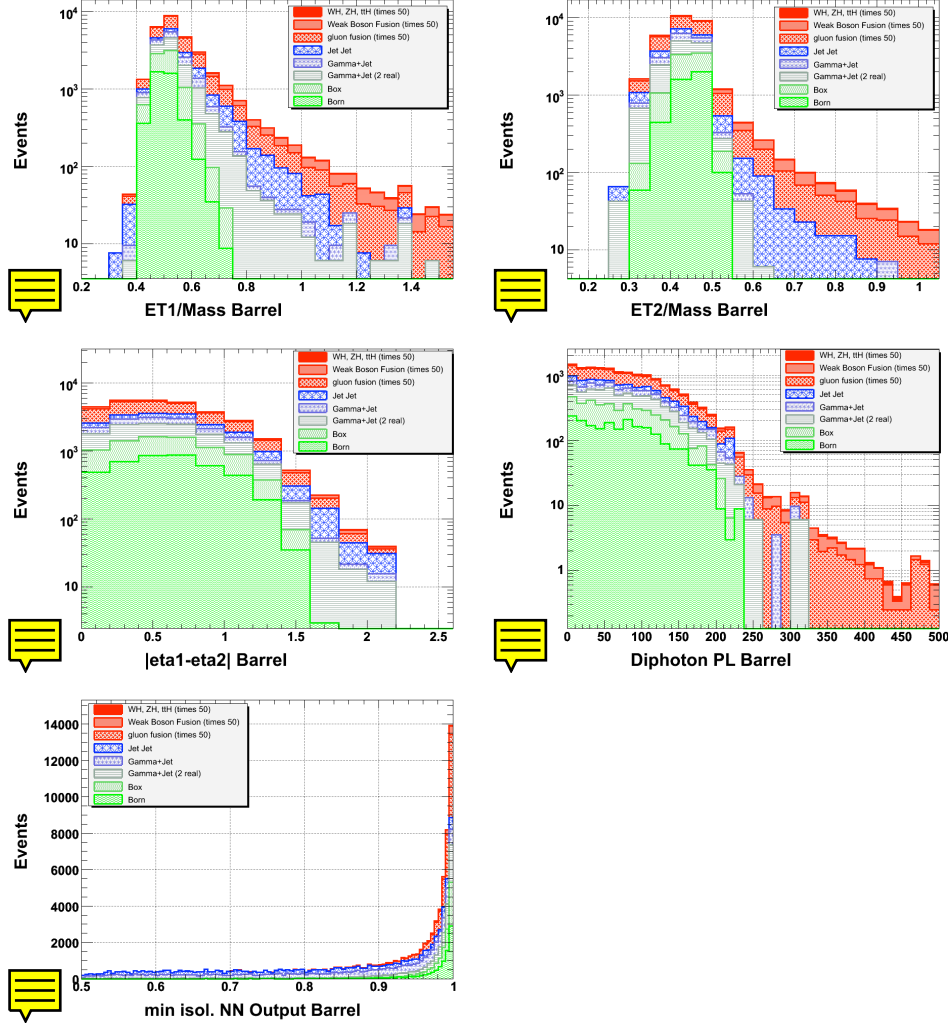 10⁴
10³
10²
10
Events
WH, ZH, ttH (times 50)
Weak Boson Fusion (times 50)
gluon fusion (times 50)
Jet Jet
Gamma+Jet
Gamma+Jet (2 real)
Box
Born
0.2 0.4 0.6 0.8 1 1.2 1.4
ET1/Mass Barrel
10⁴
10³
10²
10
Events
WH, ZH, ttH (times 50)
Weak Boson Fusion (times 50)
gluon fusion (times 50)
Jet Jet
Gamma+Jet
Gamma+Jet (2 real)
Box
Born
0.2 0.3 0.4 0.5 0.6 0.7 0.8 0.9 1
ET2/Mass Barrel
10⁴
10³
10²
10
Events
WH, ZH, ttH (times 50)
Weak Boson Fusion (times 50)
gluon fusion (times 50)
Jet Jet
Gamma+Jet
Gamma+Jet (2 real)
Box
Born
0 0.5 1 1.5 2 2.5
|eta1-eta2| Barrel
10³
10²
10
1
Events
WH, ZH, ttH (times 50)
Weak Boson Fusion (times 50)
gluon fusion (times 50)
Jet Jet
Gamma+Jet
Gamma+Jet (2 real)
Box
Born
0 50 100 150 200 250 300 350 400 450 500
Diphoton PL Barrel
14000
12000
10000
8000
6000
4000
2000
0
Events
WH, ZH, ttH (times 50)
Weak Boson Fusion (times 50)
gluon fusion (times 50)
Jet Jet
Gamma+Jet
Gamma+Jet (2 real)
Box
Born
0.5 0.6 0.7 0.8 0.9 1
min isol. NN Output Barrel